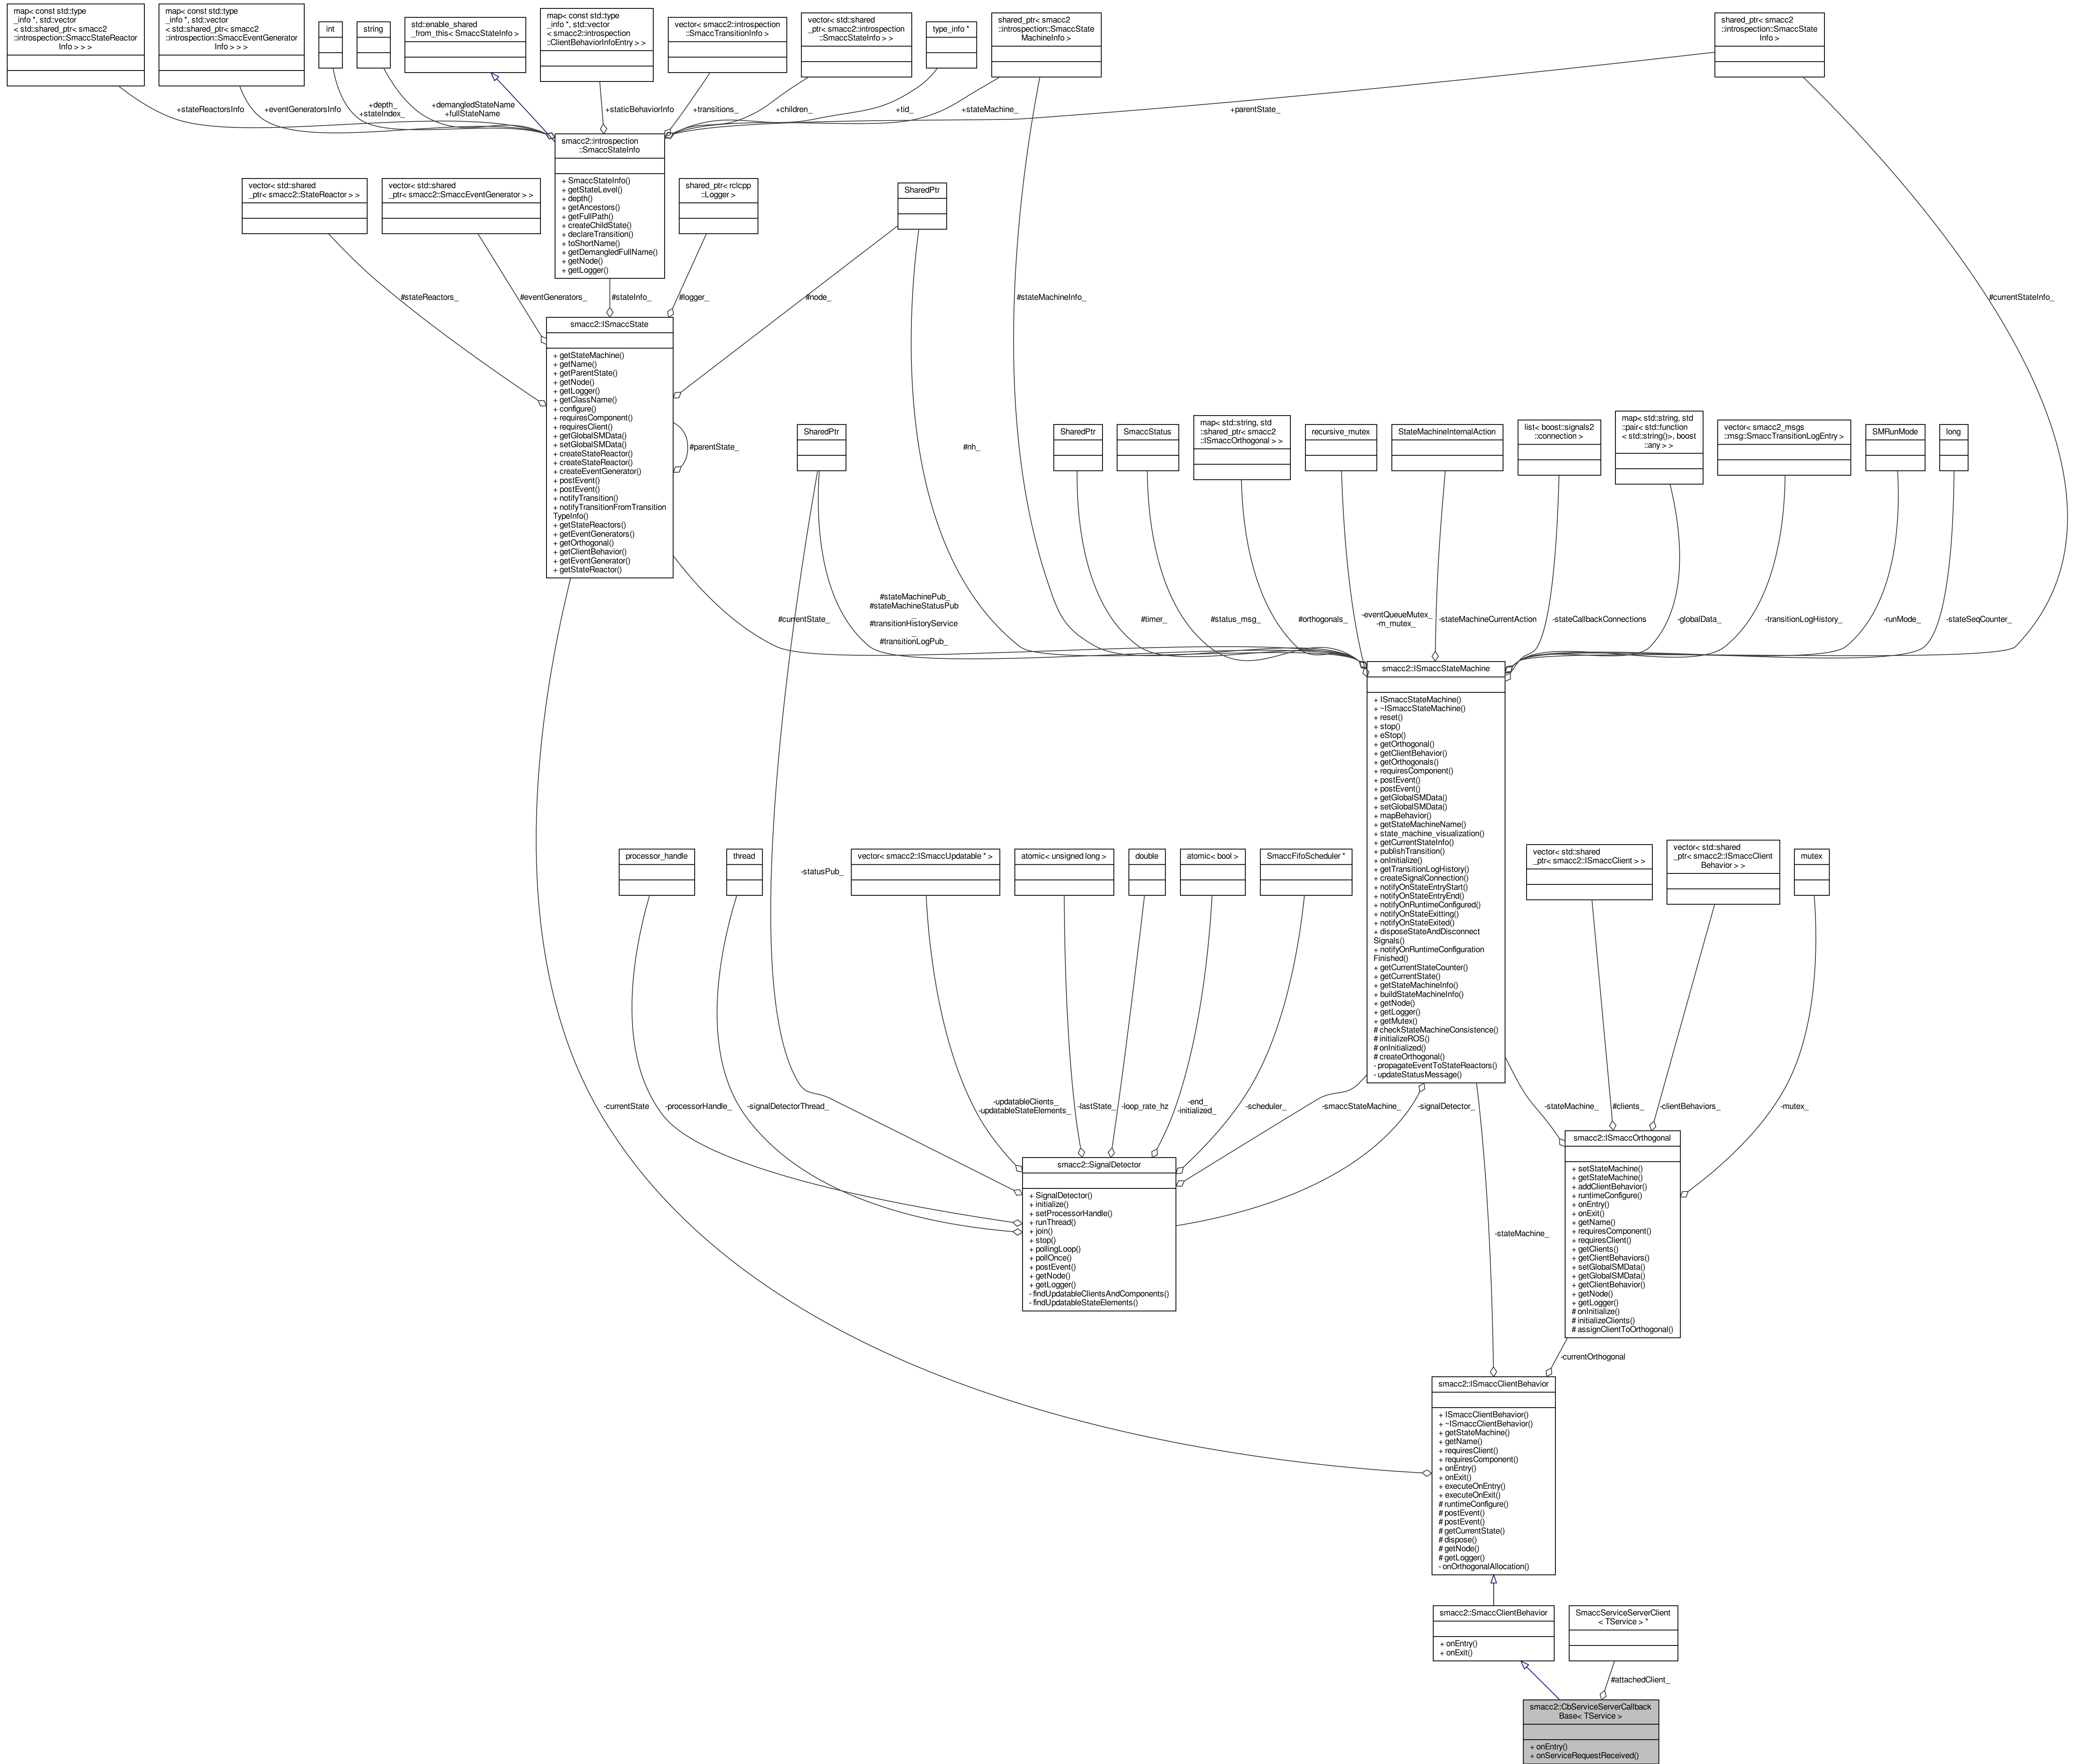 map< const std::type
_info *, std::vector
< std::shared_ptr< smacc2
::introspection::SmaccStateReactor
Info > > >
map< const std::type
_info *, std::vector
< std::shared_ptr< smacc2
::introspection::SmaccEventGenerator
Info > > >
int
string
std::enable_shared
_from_this< SmaccStateInfo >
map< const std::type
_info *, std::vector
< smacc2::introspection
::ClientBehaviorInfoEntry > >
vector< smacc2::introspection
::SmaccTransitionInfo >
vector< std::shared
_ptr< smacc2::introspection
::SmaccStateInfo > >
type_info *
shared_ptr< smacc2
::introspection::SmaccState
MachineInfo >
shared_ptr< smacc2
::introspection::SmaccState
Info >
+stateReactorsInfo
+eventGeneratorsInfo
+depth_
+stateIndex_
+demangledStateName
+fullStateName
+staticBehaviorInfo
+transitions_
+children_
+tid_
+stateMachine_
+parentState_
smacc2::introspection
::SmaccStateInfo
+ SmaccStateInfo()
+ getStateLevel()
+ depth()
+ getAncestors()
+ getFullPath()
+ createChildState()
+ declareTransition()
+ toShortName()
+ getDemangledFullName()
+ getNode()
+ getLogger()
vector< std::shared
_ptr< smacc2::StateReactor > >
vector< std::shared
_ptr< smacc2::SmaccEventGenerator > >
shared_ptr< rclcpp
::Logger >
SharedPtr
#stateReactors_
#eventGenerators_
#stateInfo_
#logger_
#node_
#stateMachineInfo_
#currentStateInfo_
smacc2::ISmaccState
+ getStateMachine()
+ getName()
+ getParentState()
+ getNode()
+ getLogger()
+ getClassName()
+ configure()
+ requiresComponent()
+ requiresClient()
+ getGlobalSMData()
+ setGlobalSMData()
+ createStateReactor()
+ createStateReactor()
+ createEventGenerator()
+ postEvent()
+ postEvent()
+ notifyTransition()
+ notifyTransitionFromTransition
TypeInfo()
+ getStateReactors()
+ getEventGenerators()
+ getOrthogonal()
+ getClientBehavior()
+ getEventGenerator()
+ getStateReactor()
#parentState_
#nh_
SharedPtr
SharedPtr
SmaccStatus
map< std::string, std
::shared_ptr< smacc2
::ISmaccOrthogonal > >
recursive_mutex
StateMachineInternalAction
list< boost::signals2
::connection >
map< std::string, std
::pair< std::function
< std::string()>, boost
::any > >
vector< smacc2_msgs
::msg::SmaccTransitionLogEntry >
SMRunMode
long
#currentState_
#stateMachinePub_
#stateMachineStatusPub
_
#transitionHistoryService
_
#transitionLogPub_
#timer_
#status_msg_
#orthogonals_
-eventQueueMutex_
-m_mutex_
-stateMachineCurrentAction
-stateCallbackConnections
-globalData_
-transitionLogHistory_
-runMode_
-stateSeqCounter_
smacc2::ISmaccStateMachine
+ ISmaccStateMachine()
+ ~ISmaccStateMachine()
+ reset()
+ stop()
+ eStop()
+ getOrthogonal()
+ getClientBehavior()
+ getOrthogonals()
+ requiresComponent()
+ postEvent()
+ postEvent()
+ getGlobalSMData()
+ setGlobalSMData()
+ mapBehavior()
+ getStateMachineName()
+ state_machine_visualization()
+ getCurrentStateInfo()
+ publishTransition()
+ onInitialize()
+ getTransitionLogHistory()
+ createSignalConnection()
+ notifyOnStateEntryStart()
+ notifyOnStateEntryEnd()
+ notifyOnRuntimeConfigured()
+ notifyOnStateExitting()
+ notifyOnStateExited()
+ disposeStateAndDisconnect
Signals()
+ notifyOnRuntimeConfiguration
Finished()
+ getCurrentStateCounter()
+ getCurrentState()
+ getStateMachineInfo()
+ buildStateMachineInfo()
+ getNode()
+ getLogger()
+ getMutex()
# checkStateMachineConsistence()
# initializeROS()
# onInitialized()
# createOrthogonal()
- propagateEventToStateReactors()
- updateStatusMessage()
processor_handle
thread
-statusPub_
vector< smacc2::ISmaccUpdatable * >
atomic< unsigned long >
double
atomic< bool >
SmaccFifoScheduler *
vector< std::shared
_ptr< smacc2::ISmaccClient > >
vector< std::shared
_ptr< smacc2::ISmaccClient
Behavior > >
mutex
-currentState
-processorHandle_
-signalDetectorThread_
-updatableClients_
-updatableStateElements_
-lastState_
-loop_rate_hz
-end_
-initialized_
-scheduler_
-smaccStateMachine_
-signalDetector_
-stateMachine_
#clients_
-clientBehaviors_
-mutex_
smacc2::SignalDetector
+ SignalDetector()
+ initialize()
+ setProcessorHandle()
+ runThread()
+ join()
+ stop()
+ pollingLoop()
+ pollOnce()
+ postEvent()
+ getNode()
+ getLogger()
- findUpdatableClientsAndComponents()
- findUpdatableStateElements()
smacc2::ISmaccOrthogonal
+ setStateMachine()
+ getStateMachine()
+ addClientBehavior()
+ runtimeConfigure()
+ onEntry()
+ onExit()
+ getName()
+ requiresComponent()
+ requiresClient()
+ getClients()
+ getClientBehaviors()
+ setGlobalSMData()
+ getGlobalSMData()
+ getClientBehavior()
+ getNode()
+ getLogger()
# onInitialize()
# initializeClients()
# assignClientToOrthogonal()
-stateMachine_
-currentOrthogonal
smacc2::ISmaccClientBehavior
+ ISmaccClientBehavior()
+ ~ISmaccClientBehavior()
+ getStateMachine()
+ getName()
+ requiresClient()
+ requiresComponent()
+ onEntry()
+ onExit()
+ executeOnEntry()
+ executeOnExit()
# runtimeConfigure()
# postEvent()
# postEvent()
# getCurrentState()
# dispose()
# getNode()
# getLogger()
- onOrthogonalAllocation()
smacc2::SmaccClientBehavior
+ onEntry()
+ onExit()
SmaccServiceServerClient
< TService > *
#attachedClient_
smacc2::CbServiceServerCallback
Base< TService >
+ onEntry()
+ onServiceRequestReceived()